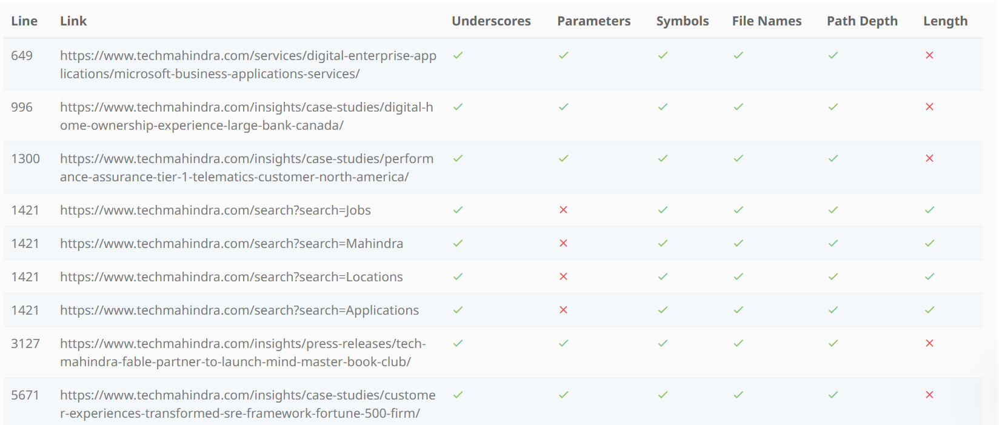 Line Link Underscores Parameters Symbols File Names Path Depth Length
649 https://www.techmahindra.com/services/digital-enterprise-app ✓ ✓ ✓ ✓ ✓ ✕
lications/microsoft-business-applications-services/
996 https://www.techmahindra.com/insights/case-studies/digital-h ✓ ✓ ✓ ✓ ✓ ✕
ome-ownership-experience-large-bank-canada/
1300 https://www.techmahindra.com/insights/case-studies/perform ✓ ✓ ✓ ✓ ✓ ✕
ance-assurance-tier-1-telematics-customer-north-america/
1421 https://www.techmahindra.com/search?search=Jobs ✓ ✕ ✓ ✓ ✓ ✓
1421 https://www.techmahindra.com/search?search=Mahindra ✓ ✕ ✓ ✓ ✓ ✓
1421 https://www.techmahindra.com/search?search=Locations ✓ ✕ ✓ ✓ ✓ ✓
1421 https://www.techmahindra.com/search?search=Applications ✓ ✕ ✓ ✓ ✓ ✓
3127 https://www.techmahindra.com/insights/press-releases/tech- ✓ ✓ ✓ ✓ ✓ ✕
mahindra-fable-partner-to-launch-mind-master-book-club/
5671 https://www.techmahindra.com/insights/case-studies/custome ✓ ✓ ✓ ✓ ✓ ✕
r-experiences-transformed-sre-framework-fortune-500-firm/